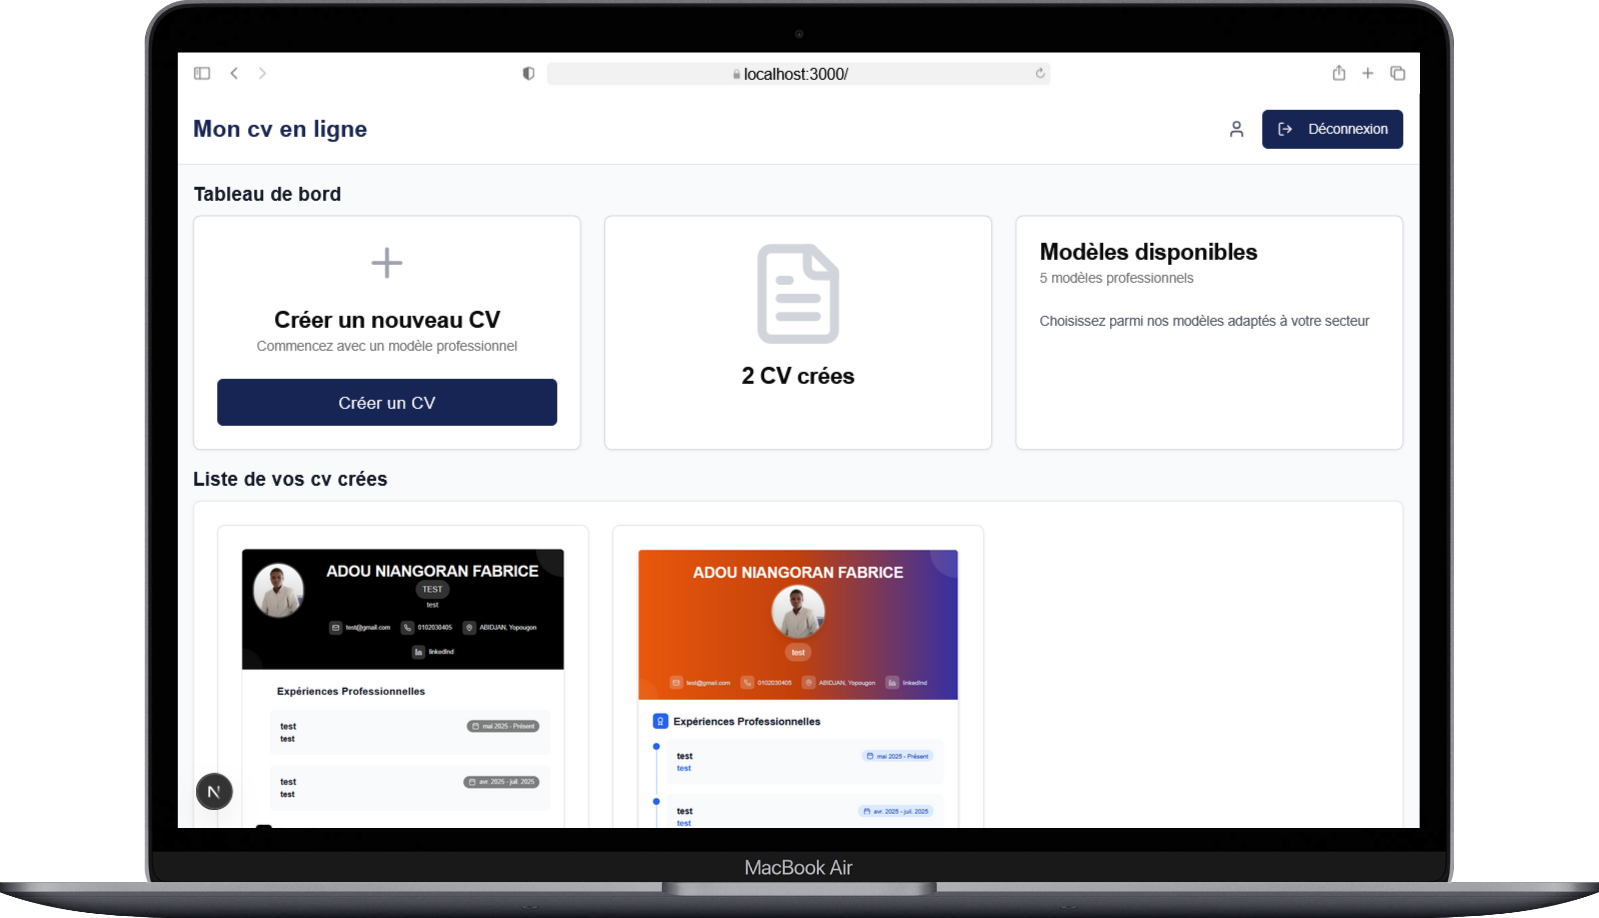 localhost:3000/
Mon cv en ligne
Déconnexion
Tableau de bord
Créer un nouveau CV
Commencez avec un modèle professionnel
Créer un CV
2 CV crées
Modèles disponibles
5 modèles professionnels
Choisissez parmi nos modèles adaptés à votre secteur
Liste de vos cv crées
ADOU NIANGORAN FABRICE
TEST
test
test@gmail.com 0102030405 ABIDJAN, Yopougon
linkedInd
Expériences Professionnelles
test
mai 2025 - Présent
test
test
avr. 2025 - juil. 2025
test
ADOU NIANGORAN FABRICE
test
test@gmail.com 0102030405 ABIDJAN, Yopougon linkedInd
Expériences Professionnelles
test
mai 2025 - Présent
test
test
avr. 2025 - juil. 2025
test
N
MacBook Air